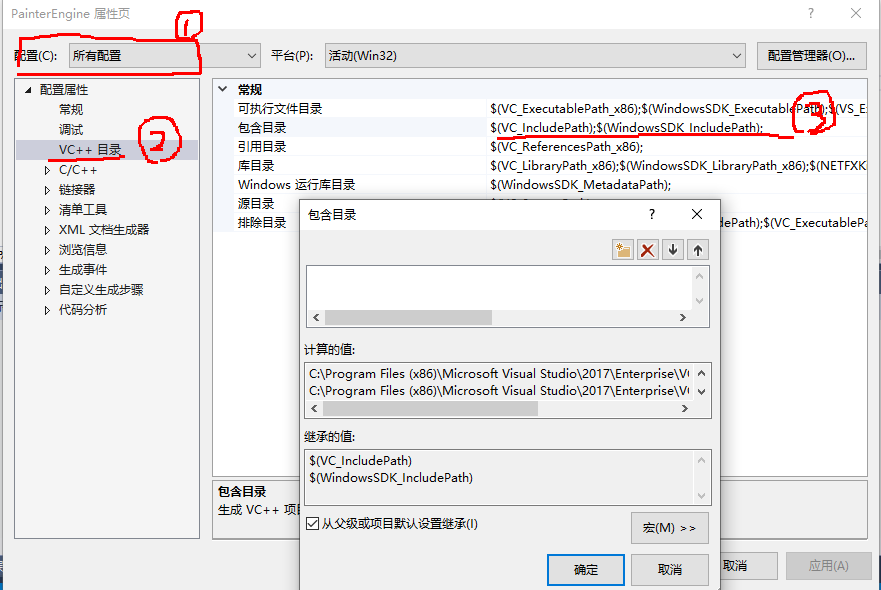 PainterEngine 属性页
1.
配置(C): 所有配置 平台(P): 活动(Win32) 配置管理器(O)...
配置属性
常规
调试
VC++ 目录
2
C/C++
链接器
清单工具
XML 文档生成器
浏览信息
生成事件
自定义生成步骤
代码分析
常规
可执行文件目录 $(VC_ExecutablePath_x86);$(WindowsSDK_ExecutablePath);$(VS_E
包含目录 $(VC_IncludePath);$(WindowsSDK_IncludePath);
3
引用目录 $(VC_ReferencesPath_x86);
库目录 $(VC_LibraryPath_x86);$(WindowsSDK_LibraryPath_x86);$(NETFXK
Windows 运行库目录 $(WindowsSDK_MetadataPath);
源目录
排除目录 dePath);$(VC_ExecutablePa
包含目录
生成 VC++ 项目
包含目录
计算的值:
C:\Program Files (x86)\Microsoft Visual Studio\2017\Enterprise\V
C:\Program Files (x86)\Microsoft Visual Studio\2017\Enterprise\V
继承的值:
$(VC_IncludePath)
$(WindowsSDK_IncludePath)
从父级或项目默认设置继承(I)
宏(M) >>
确定 取消
取消 应用(A)